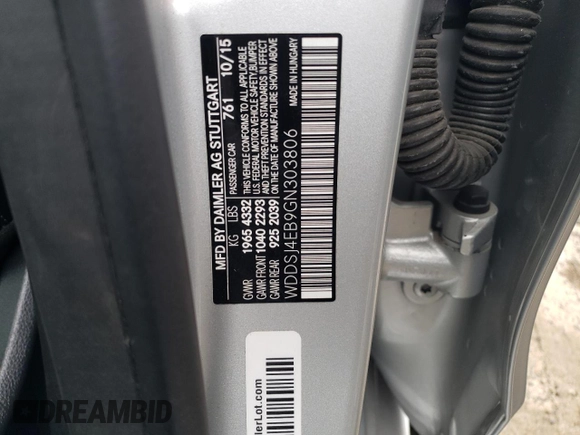 MFD BY DAIMLER AG STUTTGART
PASSENGER CAR 761 10/15
KG LBS
GVWR 1965 4332
GAWR FRONT 1040 2293
GAWR REAR 925 2039
THIS VEHICLE CONFORMS TO ALL APPLICABLE
U.S. FEDERAL MOTOR VEHICLE SAFETY, BUMPER
AND THEFT PREVENTION STANDARDS IN EFFECT
ON THE DATE OF MANUFACTURE SHOWN ABOVE
WDDSJ4EB9GN303806
MADE IN HUNGARY
lerLot.com
DREAMBID